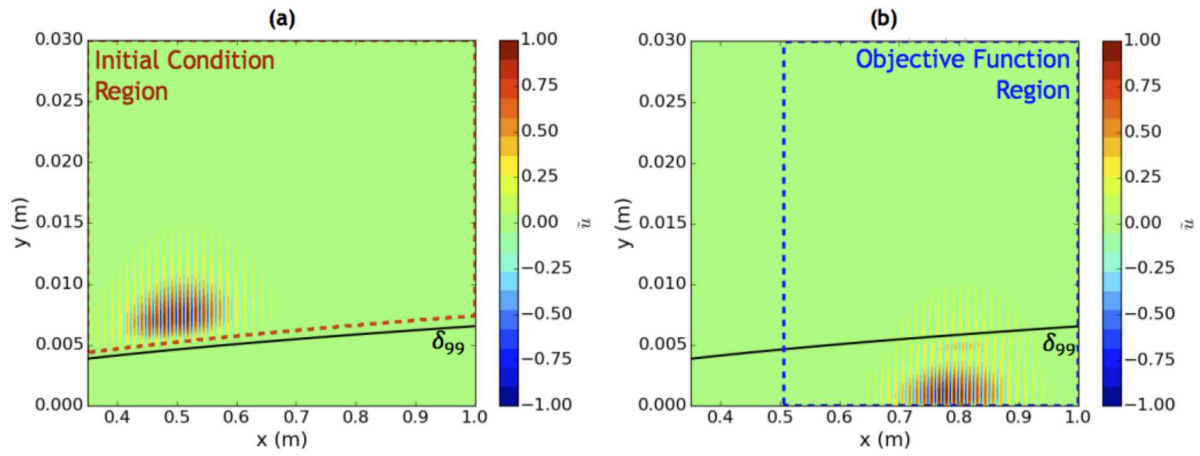 (a)
Initial Condition
Region
0.030
0.025
0.020
0.015
0.010
0.005
0.000
y (m)
0.4 0.5 0.6 0.7 0.8 0.9 1.0
x (m)
δ99
1.00
0.75
0.50
0.25
0.00
−0.25
−0.50
−0.75
−1.00
ũ
(b)
Objective Function
Region
0.030
0.025
0.020
0.015
0.010
0.005
0.000
y (m)
0.4 0.5 0.6 0.7 0.8 0.9 1.0
x (m)
δ99
1.00
0.75
0.50
0.25
0.00
−0.25
−0.50
−0.75
−1.00
ũ